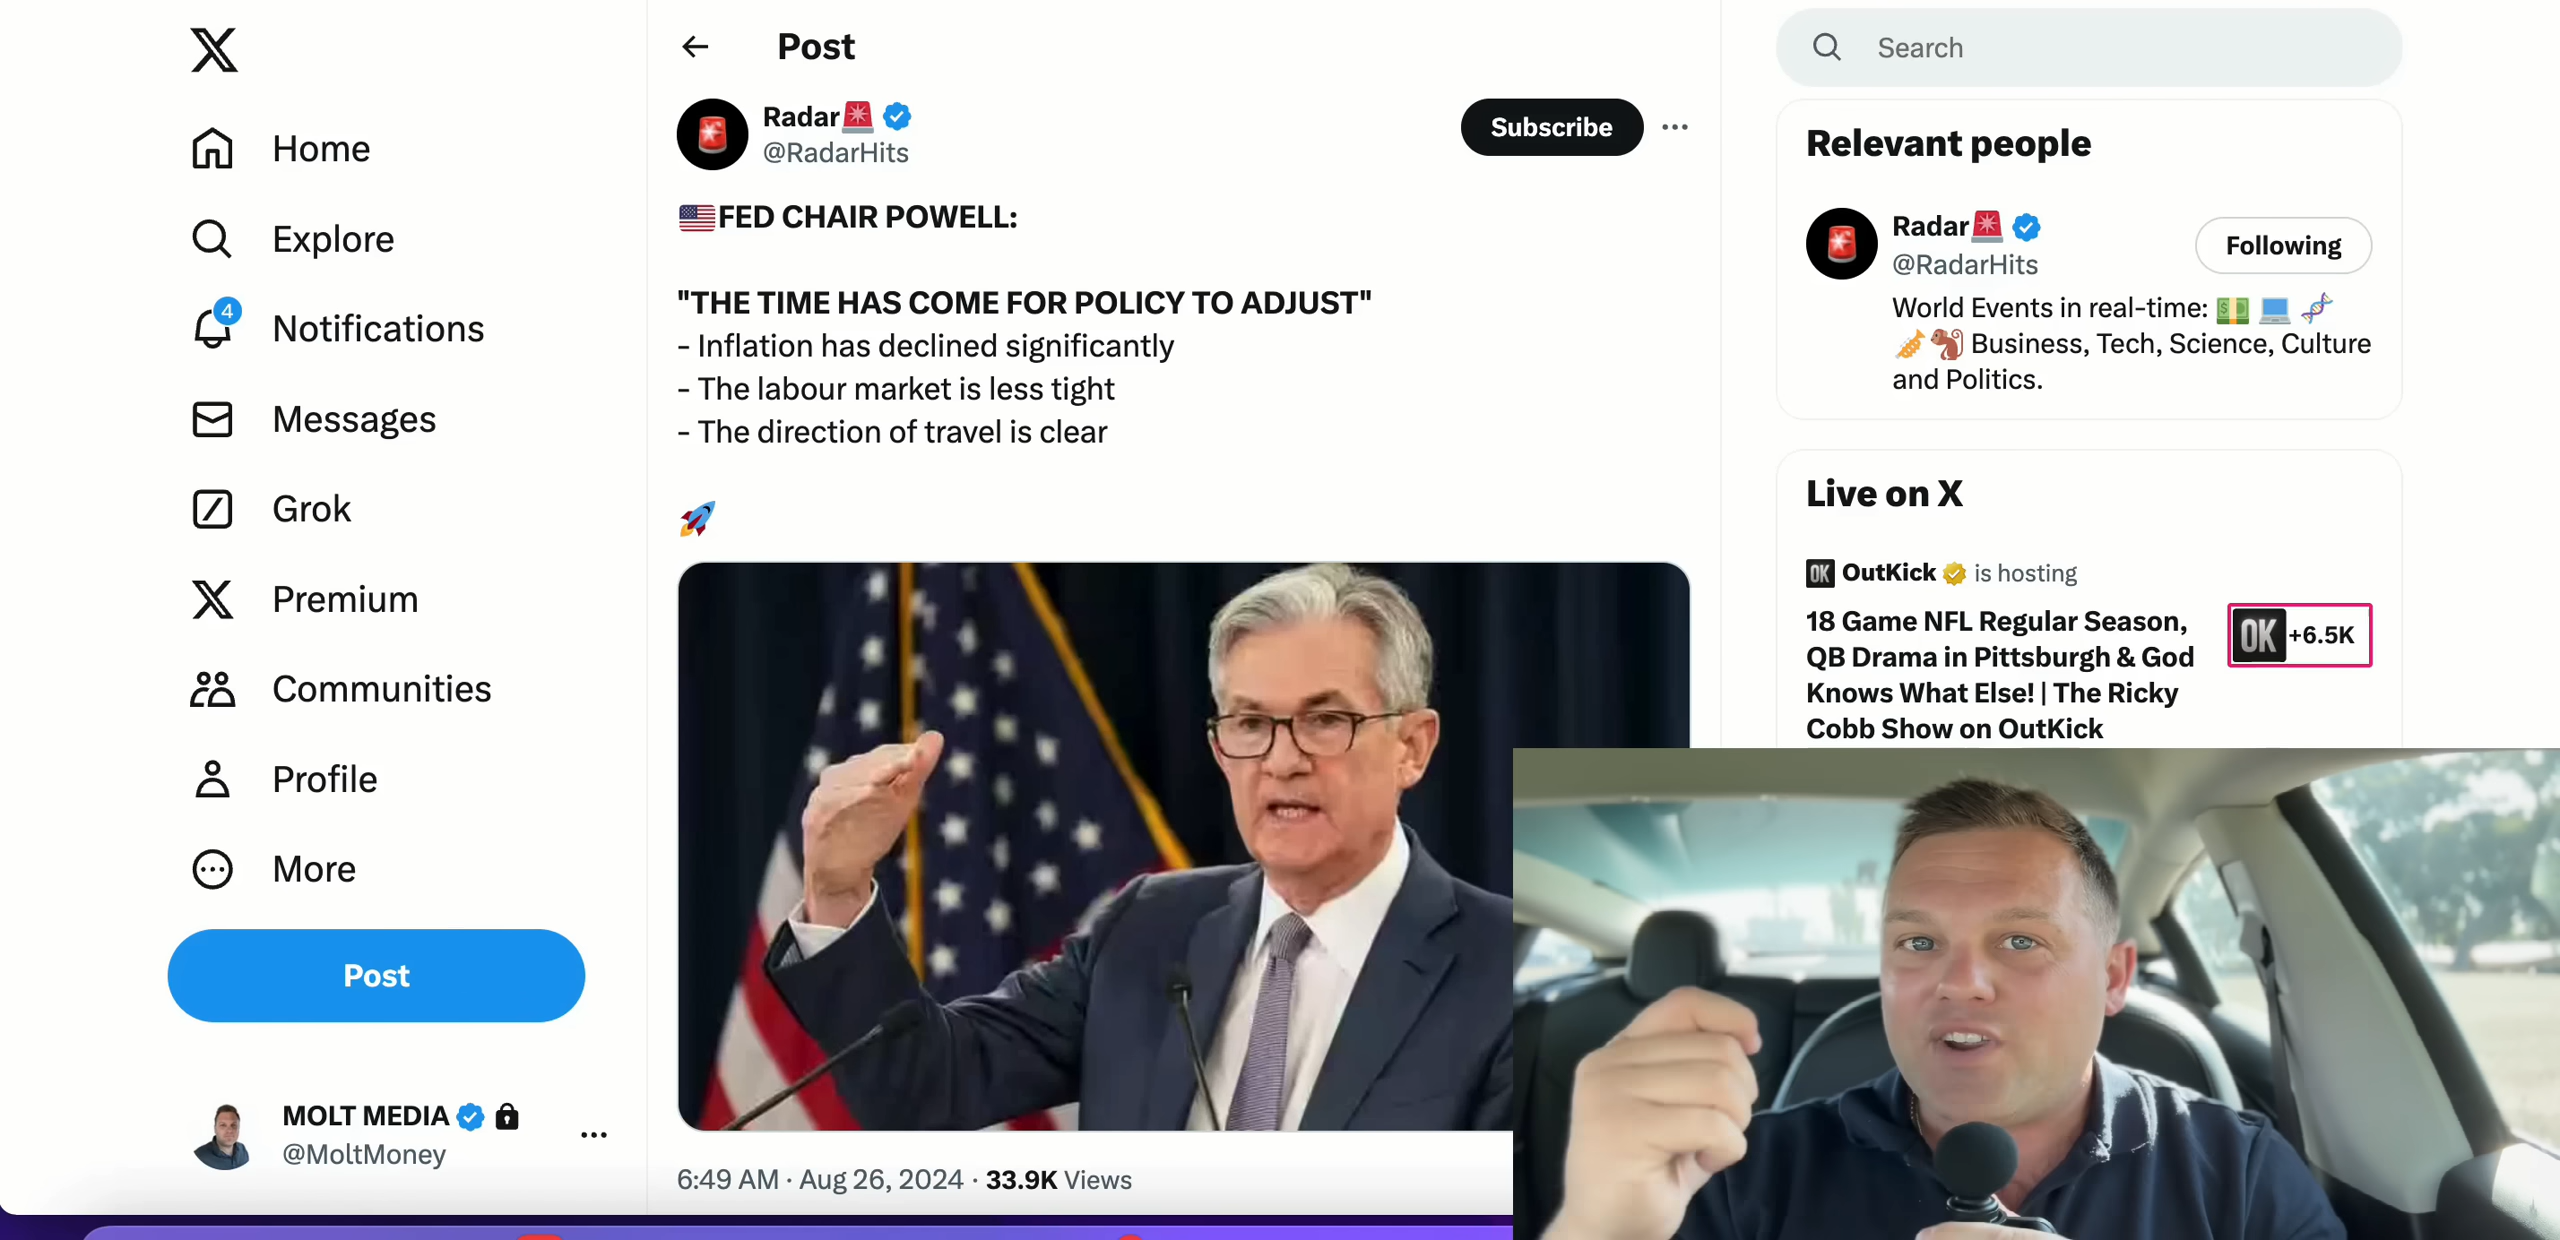 Home
Explore
4
Notifications
Messages
Grok
Premium
Communities
Profile
More
Post
MOLT MEDIA
@MoltMoney
Post
Radar🚨
@RadarHits
Subscribe
🇺🇸FED CHAIR POWELL:
"THE TIME HAS COME FOR POLICY TO ADJUST"
- Inflation has declined significantly
- The labour market is less tight
- The direction of travel is clear
🚀
6:49 AM · Aug 26, 2024 · 33.9K Views
Search
Relevant people
Radar🚨
@RadarHits
Following
World Events in real-time: 💵 💻 🧬
🎺🐒 Business, Tech, Science, Culture
and Politics.
Live on X
OK OutKick is hosting
18 Game NFL Regular Season,
QB Drama in Pittsburgh & God
Knows What Else! | The Ricky
Cobb Show on OutKick
OK +6.5K